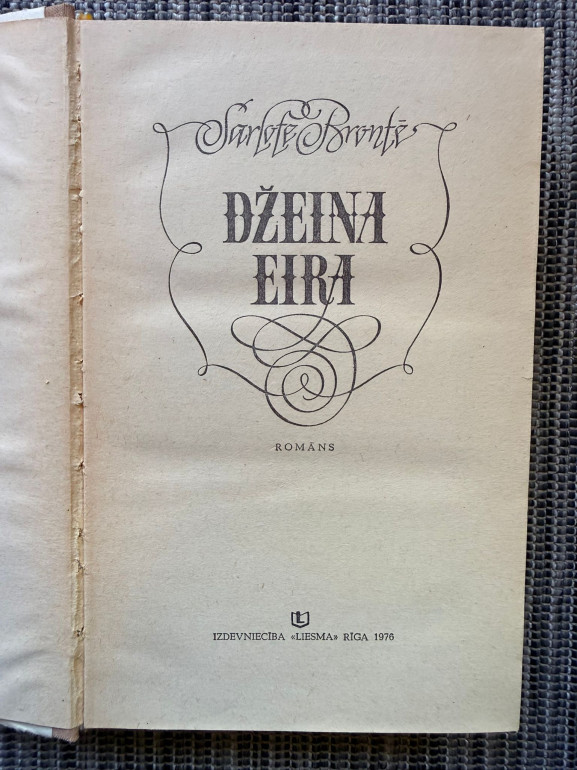 Šarlote Brontē
DŽEINA
EIRA
ROMĀNS
IZDEVNIECĪBA «LIESMA» RĪGA 1976